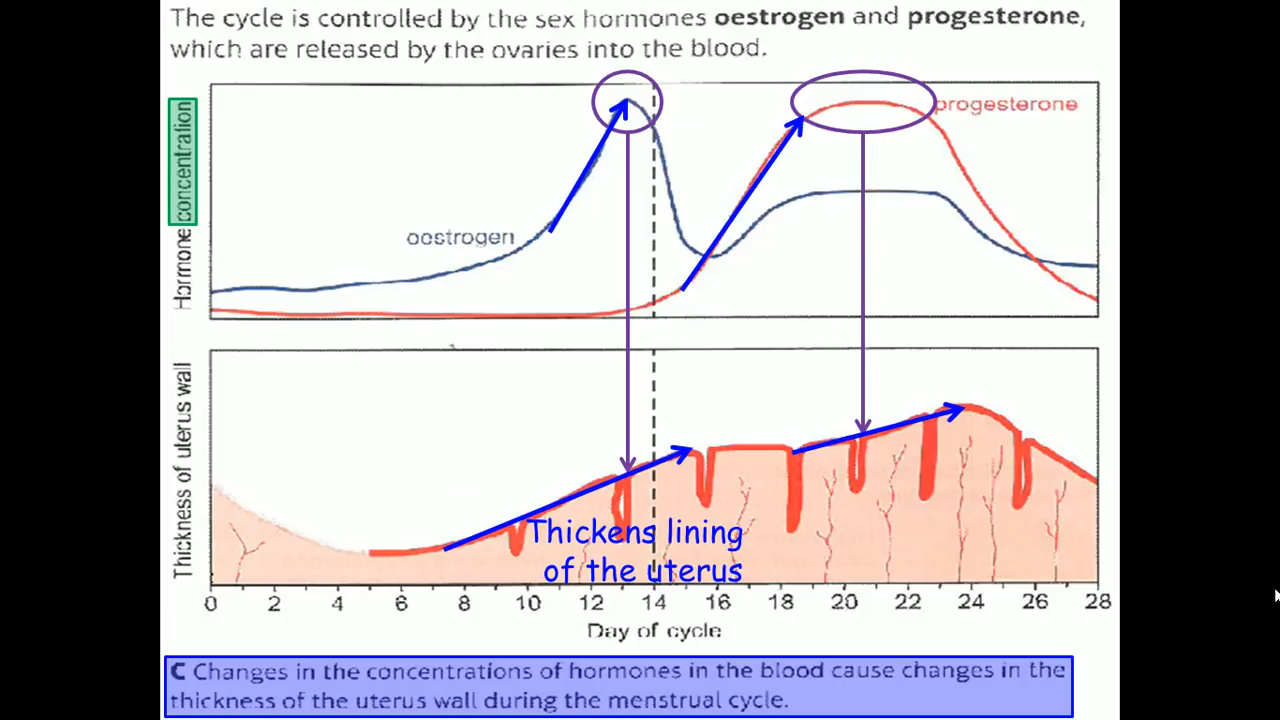 The cycle is controlled by the sex hormones oestrogen and progesterone,
which are released by the ovaries into the blood.
Hormone concentration
progesterone
oestrogen
Thickness of uterus wall
Thickens lining
of the uterus
0 2 4 6 8 10 12 14 16 18 20 22 24 26 28
Day of cycle
C Changes in the concentrations of hormones in the blood cause changes in the
thickness of the uterus wall during the menstrual cycle.